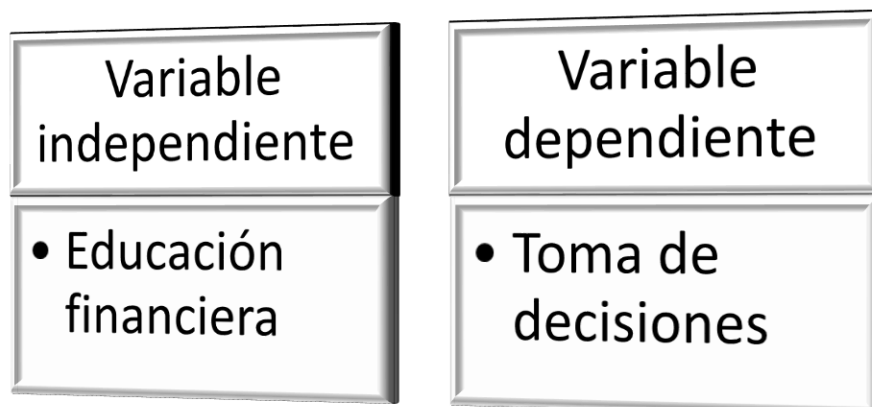 Variable
independiente
• Educación
financiera
Variable
dependiente
• Toma de
decisiones